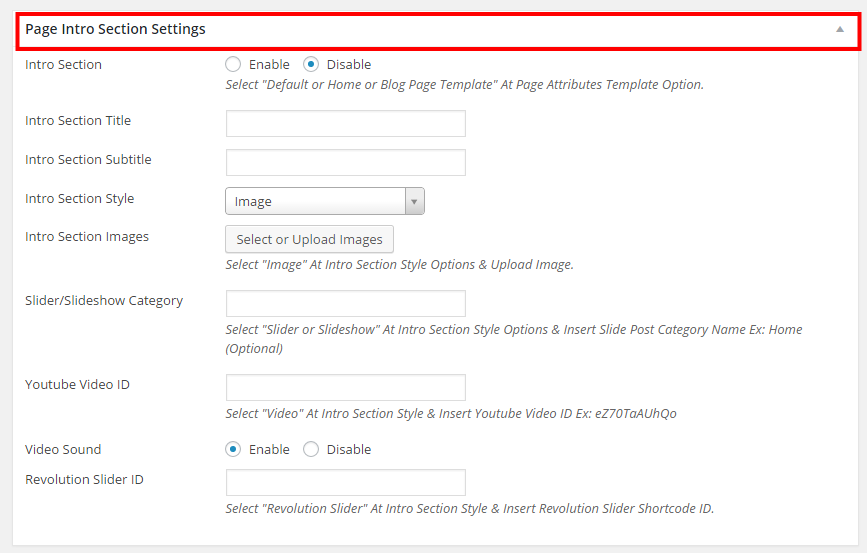 Page Intro Section Settings
Intro Section
Enable Disable
Select "Default or Home or Blog Page Template" At Page Attributes Template Option.
Intro Section Title
Intro Section Subtitle
Intro Section Style
Image
Intro Section Images
Select or Upload Images
Select "Image" At Intro Section Style Options & Upload Image.
Slider/Slideshow Category
Select "Slider or Slideshow" At Intro Section Style Options & Insert Slide Post Category Name Ex: Home
(Optional)
Youtube Video ID
Select "Video" At Intro Section Style & Insert Youtube Video ID Ex: eZ70TaAUhQo
Video Sound
Enable Disable
Revolution Slider ID
Select "Revolution Slider" At Intro Section Style & Insert Revolution Slider Shortcode ID.